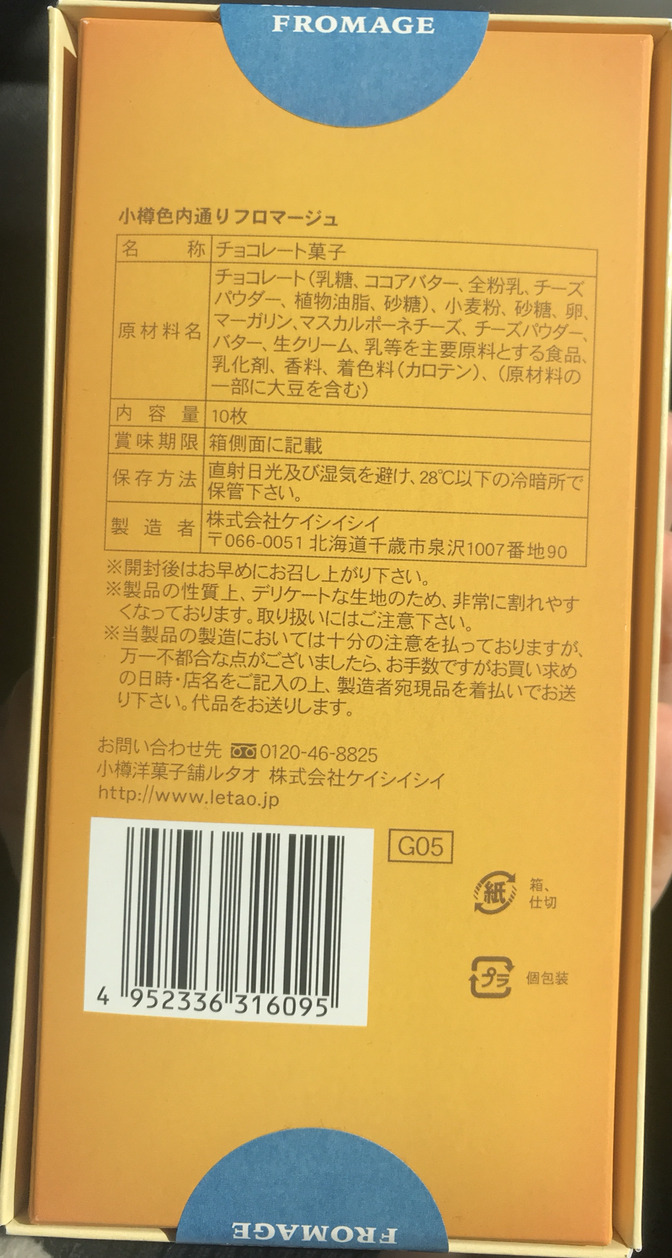 FROMAGE
小樽色内通りフロマージュ
名称 チョコレート菓子
原材料名 チョコレート(乳糖、ココアバター、全粉乳、チーズ
パウダー、植物油脂、砂糖)、小麦粉、砂糖、卵、
マーガリン、マスカルポーネチーズ、チーズパウダー、
バター、生クリーム、乳等を主要原料とする食品、
乳化剤、香料、着色料(カロテン)、(原材料の
一部に大豆を含む)
内容量 10枚
賞味期限 箱側面に記載
保存方法 直射日光及び湿気を避け、28℃以下の冷暗所で
保管下さい。
製造者 株式会社ケイシイシイ
〒066-0051 北海道千歳市泉沢1007番地90
※開封後はお早めにお召し上がり下さい。
※製品の性質上、デリケートな生地のため、非常に割れやす
くなっております。取り扱いにはご注意下さい。
※当製品の製造においては十分の注意を払っておりますが、
万一不都合な点がございましたら、お手数ですがお買い求め
の日時・店名をご記入の上、製造者宛現品を着払いでお送
り下さい。代品をお送りします。
お問い合わせ先 0120-46-8825
小樽洋菓子舗ルタオ 株式会社ケイシイシイ
http://www.letao.jp
G05
紙 箱、
仕切
プラ 個包装
4 952336 316095
FROMAGE